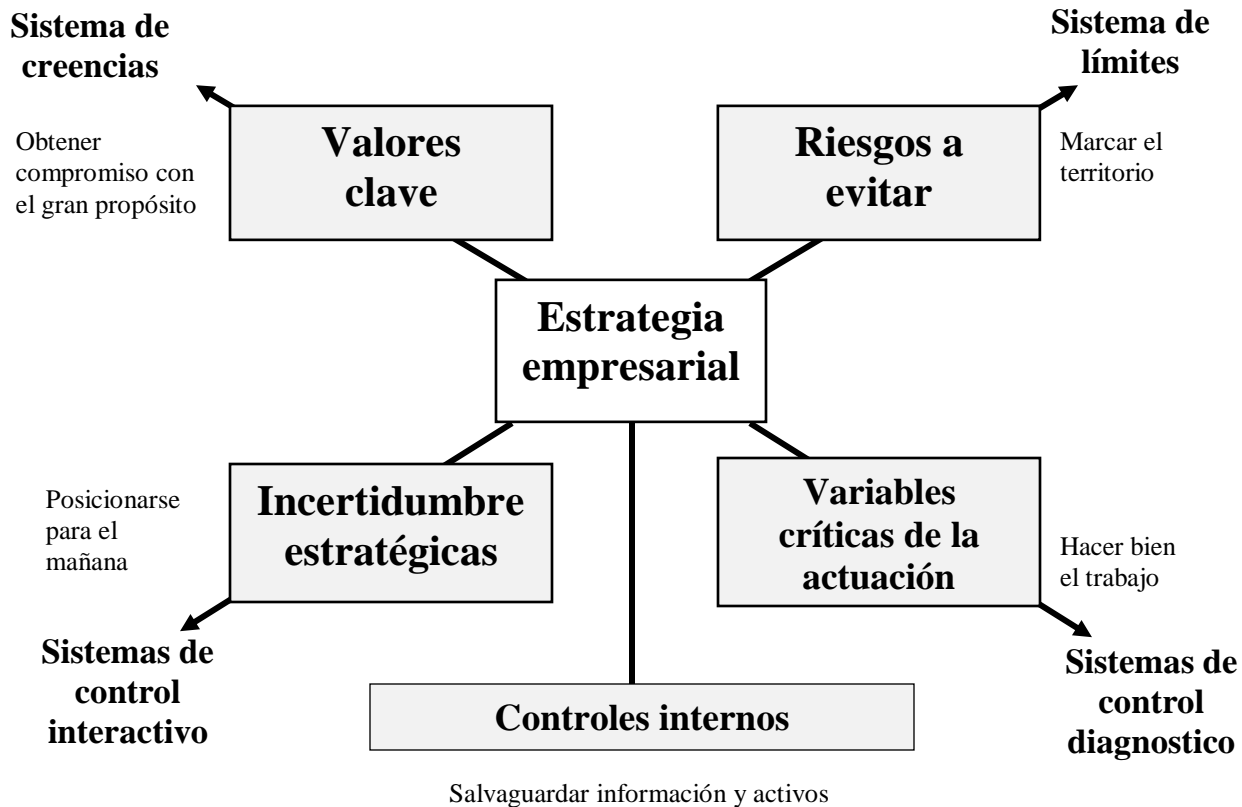 Sistema de
creencias
Sistema de
límites
Valores
clave
Riesgos a
evitar
Obtener
compromiso con
el gran propósito
Marcar el
territorio
Estrategia
empresarial
Incertidumbre
estratégicas
Variables
críticas de la
actuación
Posicionarse
para el
mañana
Hacer bien
el trabajo
Sistemas de
control
interactivo
Sistemas de
control
diagnostico
Controles internos
Salvaguardar información y activos